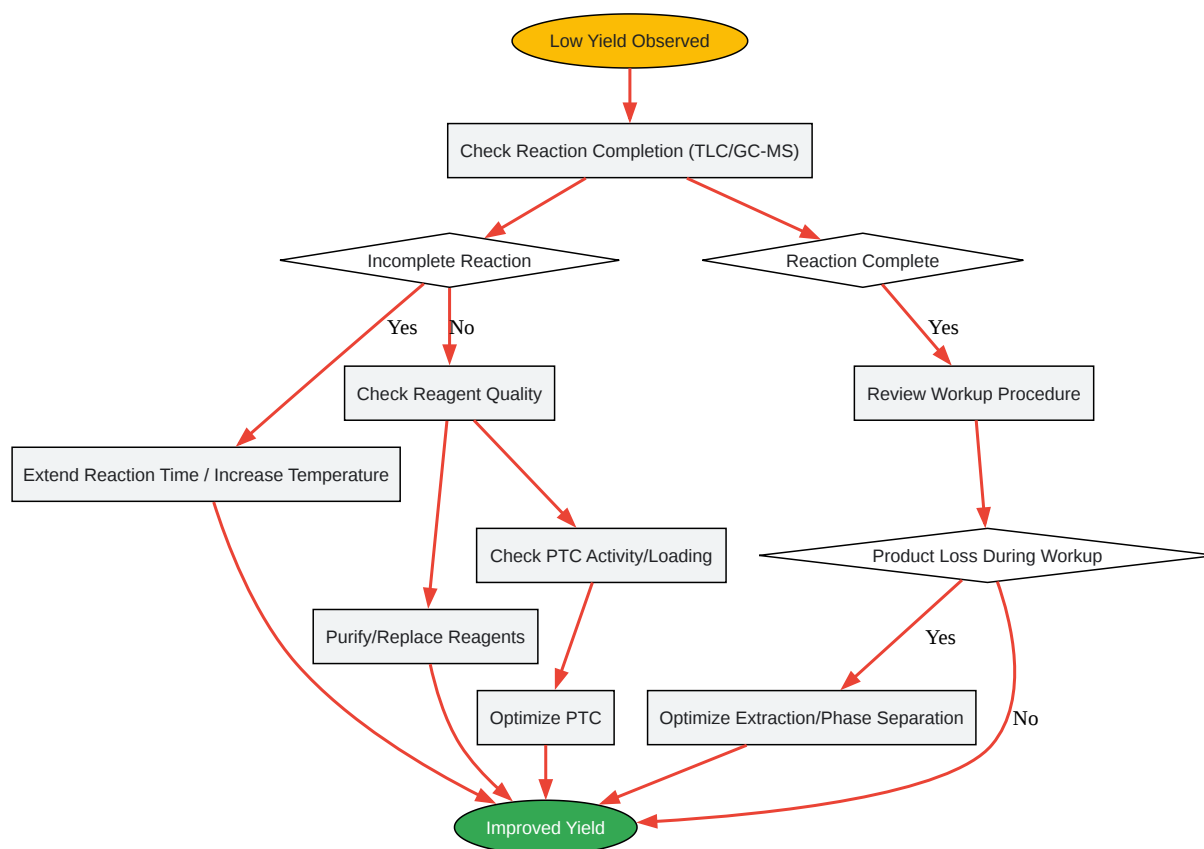 Low Yield Observed
Check Reaction Completion (TLC/GC-MS)
Incomplete Reaction
Reaction Complete
Yes
No
Yes
Check Reagent Quality
Review Workup Procedure
Extend Reaction Time / Increase Temperature
Check PTC Activity/Loading
Product Loss During Workup
Purify/Replace Reagents
Yes
Optimize PTC
Optimize Extraction/Phase Separation
No
Improved Yield